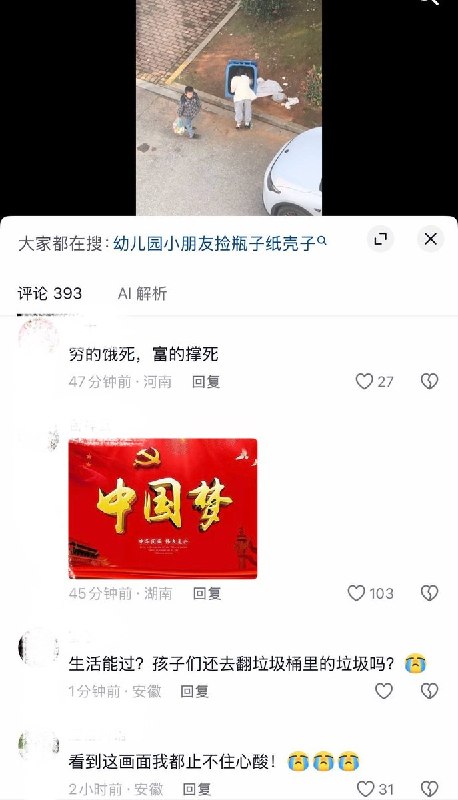 大家都在搜：幼儿园小朋友捡瓶子纸壳子
评论 393
AI 解析
穷的饿死，富的撑死
47分钟前 · 河南 回复
27
中国梦
45分钟前 · 湖南 回复
103
生活能过？孩子们还去翻垃圾桶里的垃圾吗？😭
1分钟前 · 安徽 回复
看到这画面我都止不住心酸！😭😭😭
2小时前 · 安徽 回复
31